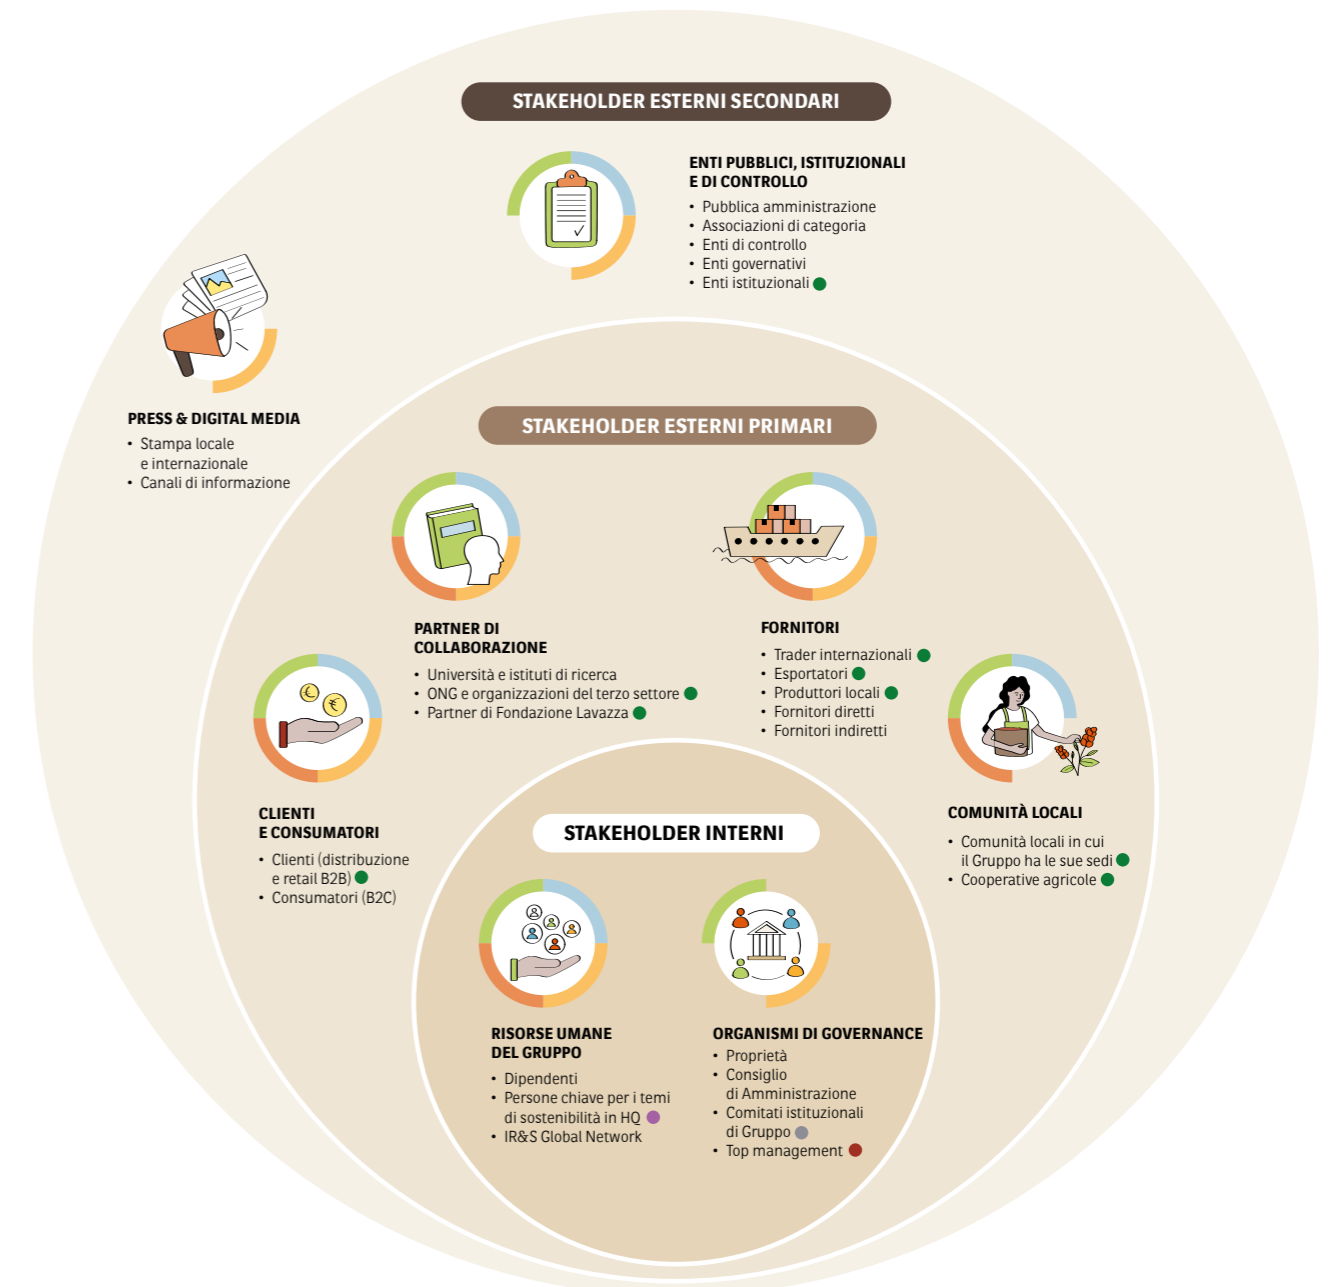 STAKEHOLDER ESTERNI SECONDARI
ENTI PUBBLICI, ISTITUZIONALI
E DI CONTROLLO
• Pubblica amministrazione
• Associazioni di categoria
• Enti di controllo
• Enti governativi
• Enti istituzionali
PRESS & DIGITAL MEDIA
• Stampa locale
e internazionale
• Canali di informazione
STAKEHOLDER ESTERNI PRIMARI
PARTNER DI
COLLABORAZIONE
• Università e istituti di ricerca
• ONG e organizzazioni del terzo settore
• Partner di Fondazione Lavazza
FORNITORI
• Trader internazionali
• Esportatori
• Produttori locali
• Fornitori diretti
• Fornitori indiretti
CLIENTI
E CONSUMATORI
• Clienti (distribuzione
e retail B2B)
• Consumatori (B2C)
COMUNITÀ LOCALI
• Comunità locali in cui
il Gruppo ha le sue sedi
• Cooperative agricole
STAKEHOLDER INTERNI
RISORSE UMANE
DEL GRUPPO
• Dipendenti
• Persone chiave per i temi
di sostenibilità in HQ
• IR&S Global Network
ORGANISMI DI GOVERNANCE
• Proprietà
• Consiglio
di Amministrazione
• Comitati istituzionali
di Gruppo
• Top management